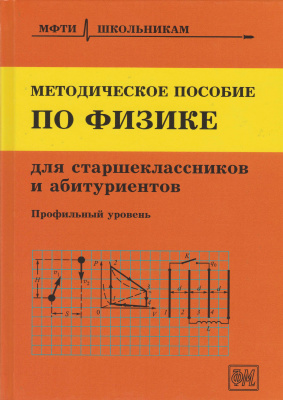 МФТИ ШКОЛЬНИКАМ
МЕТОДИЧЕСКОЕ ПОСОБИЕ
ПО ФИЗИКЕ
для старшеклассников
и абитуриентов
Профильный уровень